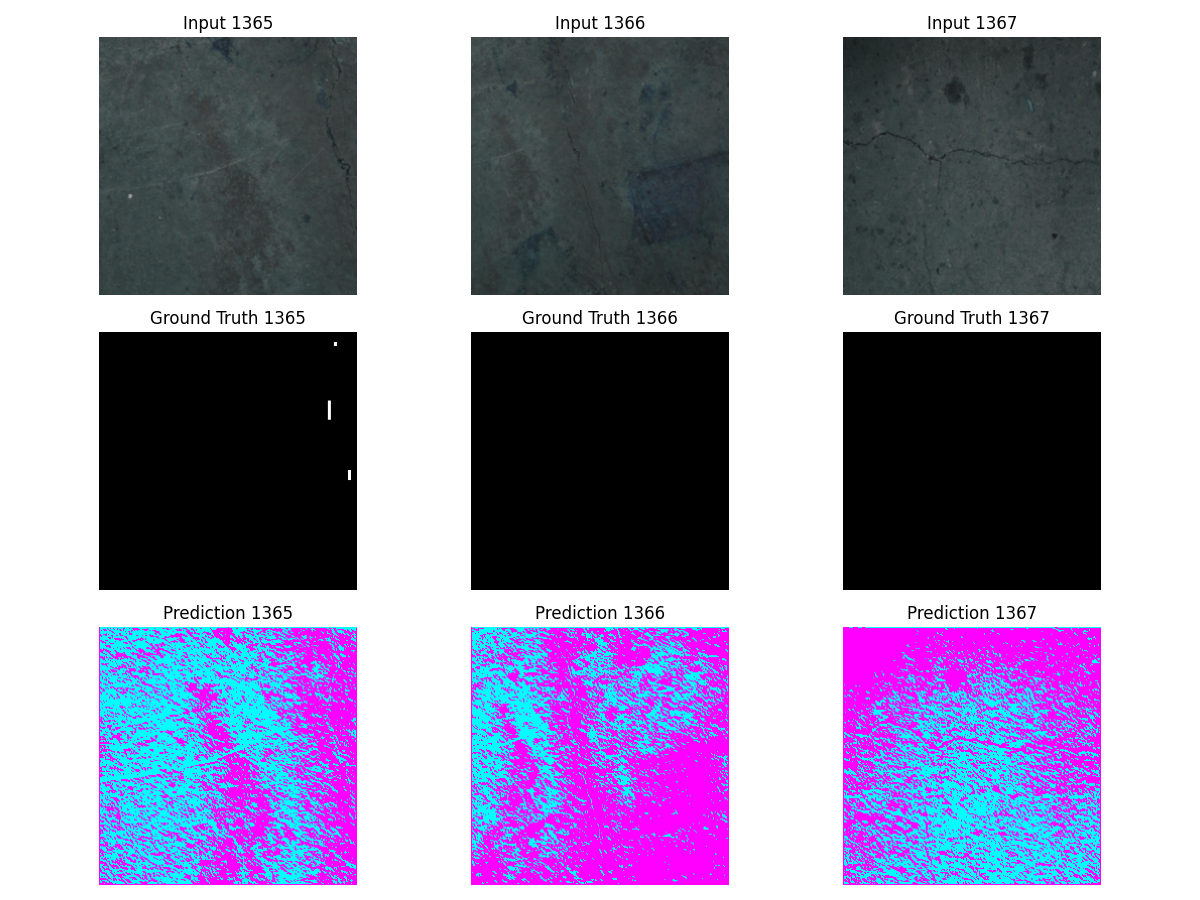 Input 1365
Input 1366
Input 1367
Ground Truth 1365
Ground Truth 1366
Ground Truth 1367
Prediction 1365
Prediction 1366
Prediction 1367